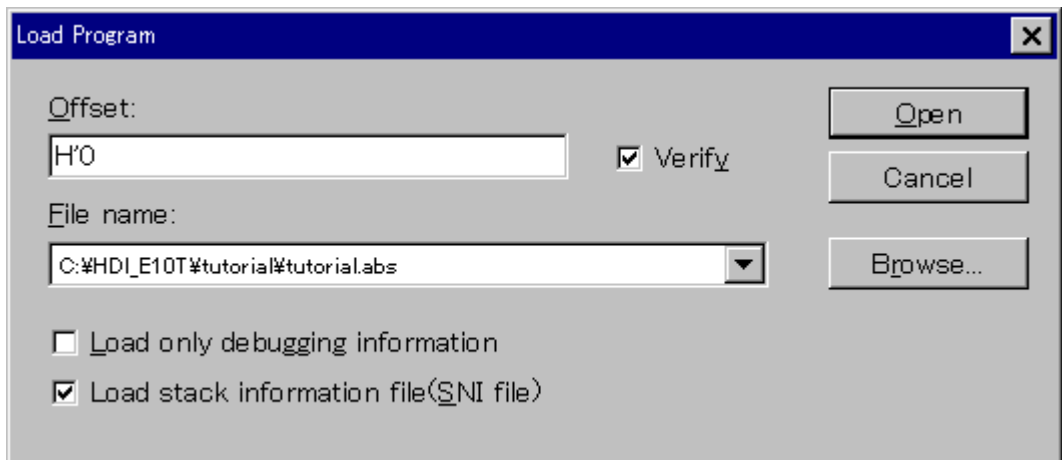 Load Program
Offset:
Open
H'0
Verify
Cancel
File name:
C:¥HDI_E10T¥tutorial¥tutorial.abs
Browse...
Load only debugging information
Load stack information file(SNI file)